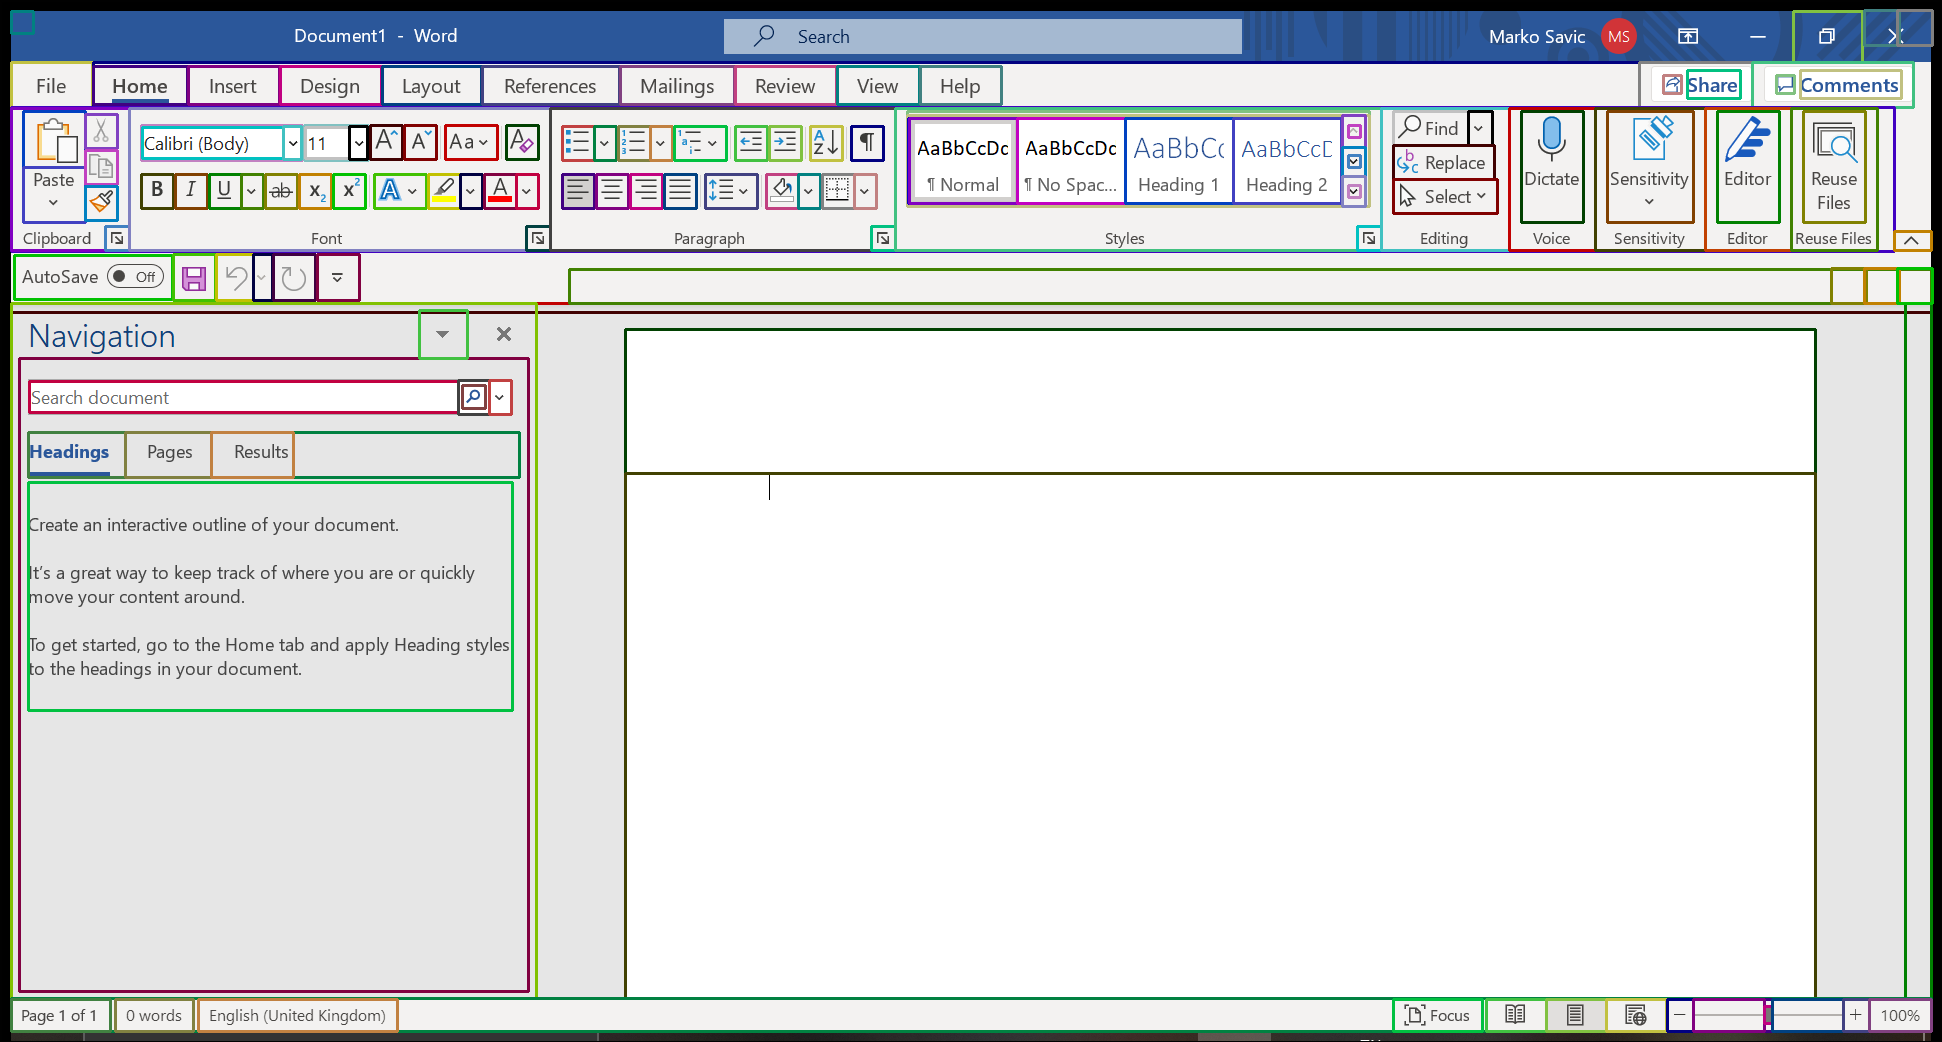 Document1 - Word
Search
Marko Savic
MS
File
Home
Insert
Design
Layout
References
Mailings
Review
View
Help
Share
Comments
Paste
Clipboard
Calibri (Body)
11
Aa
B I U ab x₂ x²
A
A
Font
Paragraph
AaBbCcDc
¶ Normal
AaBbCcDc
¶ No Spac...
AaBbCc
Heading 1
AaBbCcD
Heading 2
Styles
Find
Replace
Select
Editing
Dictate
Voice
Sensitivity
Sensitivity
Editor
Editor
Reuse
Files
Reuse Files
AutoSave Off
Navigation
Search document
Headings
Pages
Results
Create an interactive outline of your document.
It's a great way to keep track of where you are or quickly
move your content around.
To get started, go to the Home tab and apply Heading styles
to the headings in your document.
Page 1 of 1
0 words
English (United Kingdom)
Focus
100%